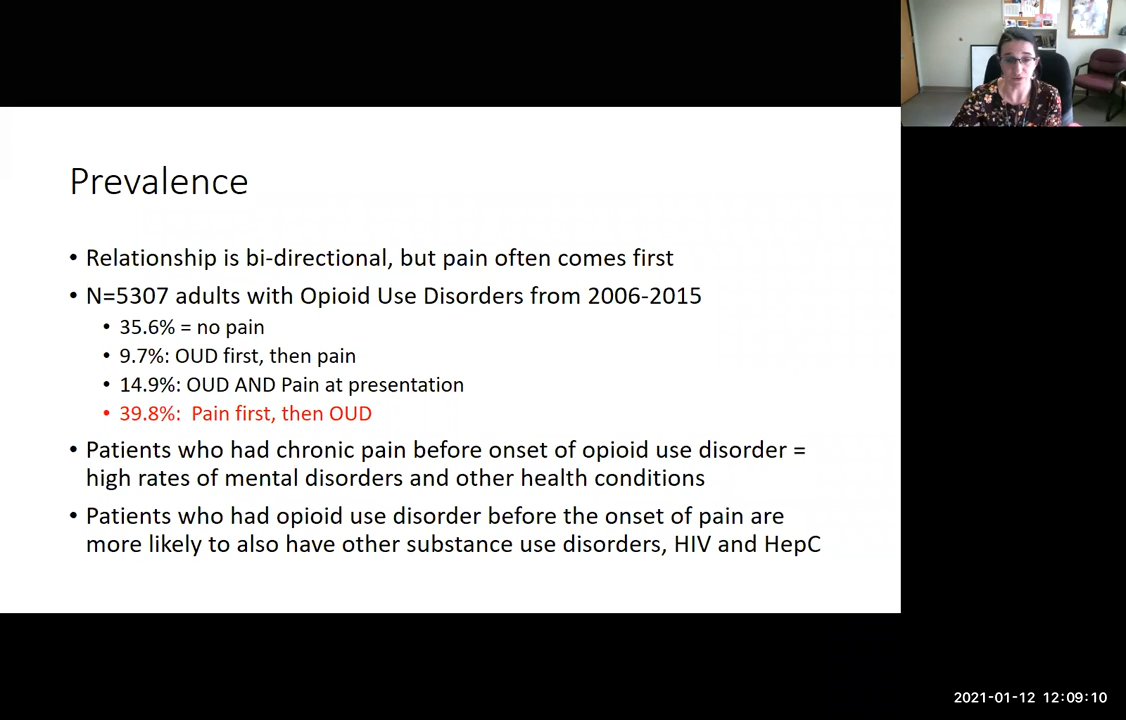 Prevalence
• Relationship is bi-directional, but pain often comes first
• N=5307 adults with Opioid Use Disorders from 2006-2015
• 35.6% = no pain
• 9.7%: OUD first, then pain
• 14.9%: OUD AND Pain at presentation
• 39.8%: Pain first, then OUD
• Patients who had chronic pain before onset of opioid use disorder =
high rates of mental disorders and other health conditions
• Patients who had opioid use disorder before the onset of pain are
more likely to also have other substance use disorders, HIV and HepC
2021-01-12 12:09:10